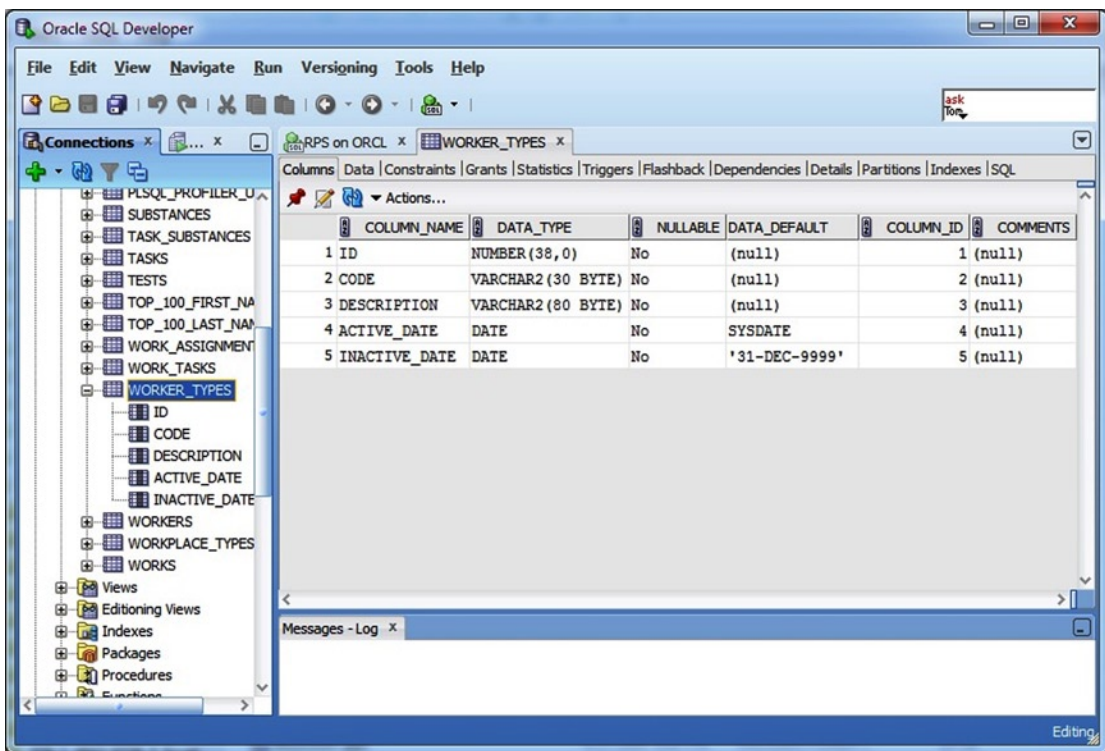 Oracle SQL Developer
File Edit View Navigate Run Versioning Tools Help
ask
Tom
Connections x ... x
RPS on ORCL x WORKER_TYPES x
Columns Data |Constraints |Grants |Statistics |Triggers |Flashback |Dependencies |Details |Partitions |Indexes |SQL
Actions...
PLSQL_PROFILER_U
SUBSTANCES
TASK_SUBSTANCES
TASKS
TESTS
TOP_100_FIRST_NA
TOP_100_LAST_NAM
WORK_ASSIGNMENT
WORK_TASKS
WORKER_TYPES
ID
CODE
DESCRIPTION
ACTIVE_DATE
INACTIVE_DATE
WORKERS
WORKPLACE_TYPES
WORKS
Views
Editioning Views
Indexes
Packages
Procedures
Functions
COLUMN_NAME DATA_TYPE NULLABLE DATA_DEFAULT COLUMN_ID COMMENTS
1 ID NUMBER(38,0) No (null) 1 (null)
2 CODE VARCHAR2(30 BYTE) No (null) 2 (null)
3 DESCRIPTION VARCHAR2(80 BYTE) No (null) 3 (null)
4 ACTIVE_DATE DATE No SYSDATE 4 (null)
5 INACTIVE_DATE DATE No '31-DEC-9999' 5 (null)
Messages - Log x
Editing